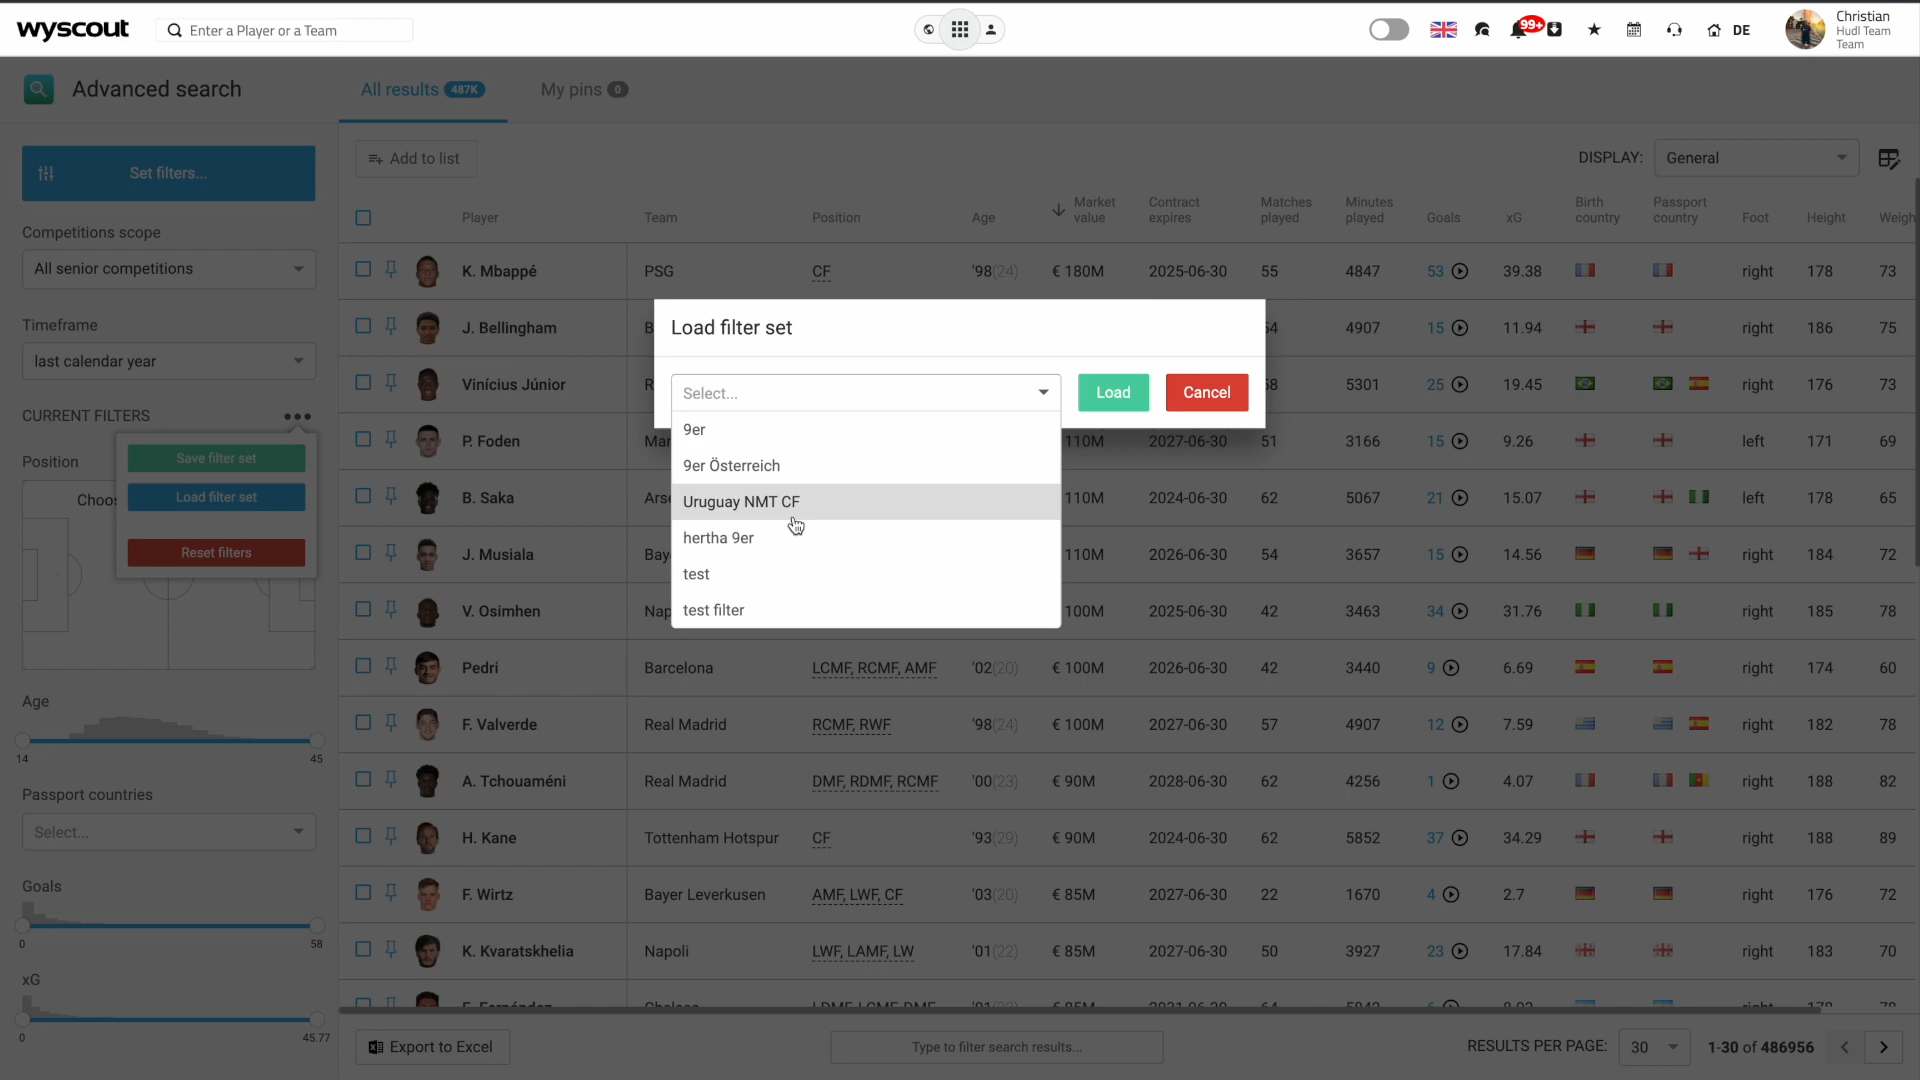 wyscout
Enter a Player or a Team
99+
DE
Christian
Hudl Team
Team
Advanced search
All results 487K
My pins 0
Set filters...
Add to list
DISPLAY: General
Competitions scope
All senior competitions
Timeframe
last calendar year
CURRENT FILTERS
Save filter set
Load filter set
Reset filters
Position
Choos
Age
14 45
Passport countries
Select...
Goals
0 58
xG
0 45.77
Player Team Position Age Market value Contract expires Matches played Minutes played Goals xG Birth country Passport country Foot Height Weigh
K. Mbappé PSG CF '98(24) € 180M 2025-06-30 55 4847 53 39.38 right 178 73
J. Bellingham B 54 4907 15 11.94 right 186 75
Vinícius Júnior R 58 5301 25 19.45 right 176 73
P. Foden Mar 110M 2027-06-30 51 3166 15 9.26 left 171 69
B. Saka Arse 110M 2024-06-30 62 5067 21 15.07 left 178 65
J. Musiala Bay 110M 2026-06-30 54 3657 15 14.56 right 184 72
V. Osimhen Nap 100M 2025-06-30 42 3463 34 31.76 right 185 78
Pedri Barcelona LCMF, RCMF, AMF '02(20) € 100M 2026-06-30 42 3440 9 6.69 right 174 60
F. Valverde Real Madrid RCMF, RWF '98(24) € 100M 2027-06-30 57 4907 12 7.59 right 182 78
A. Tchouaméni Real Madrid DMF, RDMF, RCMF '00(23) € 90M 2028-06-30 62 4256 1 4.07 right 188 82
H. Kane Tottenham Hotspur CF '93(29) € 90M 2024-06-30 62 5852 37 34.29 right 188 89
F. Wirtz Bayer Leverkusen AMF, LWF, CF '03(20) € 85M 2027-06-30 22 1670 4 2.7 right 176 72
K. Kvaratskhelia Napoli LWF, LAMF, LW '01(22) € 85M 2027-06-30 50 3927 23 17.84 right 183 70
Load filter set
Select...
Load
Cancel
9er
9er Österreich
Uruguay NMT CF
hertha 9er
test
test filter
Export to Excel
Type to filter search results...
RESULTS PER PAGE: 30
1-30 of 486956